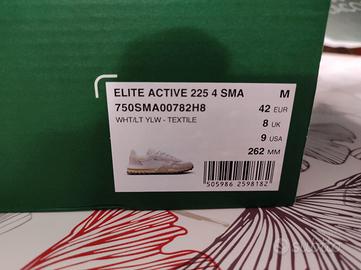 ELITE ACTIVE 225 4 SMA M
750SMA00782H8
WHT/LT YLW - TEXTILE
42 EUR
8 UK
9 USA
262 MM
505986 2598182
subito